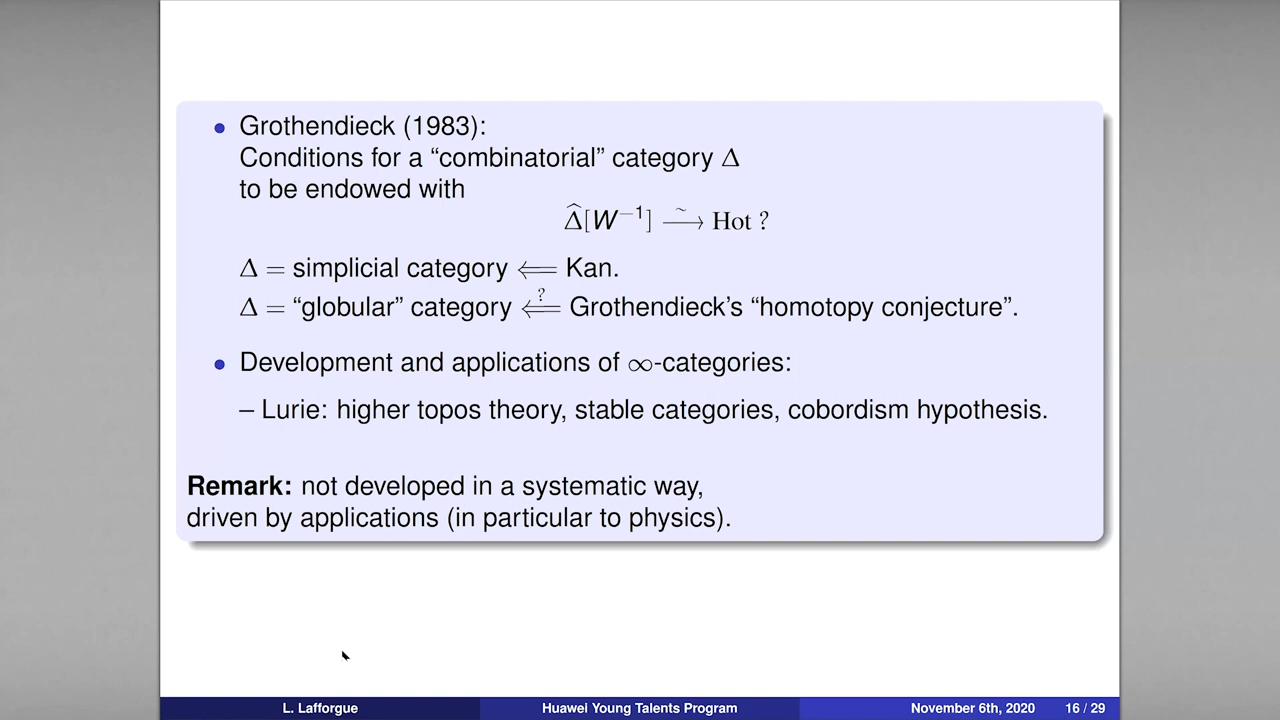 • Grothendieck (1983):
Conditions for a “combinatorial” category Δ
to be endowed with
Δ̂[W⁻¹] ⥲ Hot ?
Δ = simplicial category ⟸ Kan.
Δ = “globular” category ⟸? Grothendieck’s “homotopy conjecture”.
• Development and applications of ∞-categories:
– Lurie: higher topos theory, stable categories, cobordism hypothesis.
Remark: not developed in a systematic way,
driven by applications (in particular to physics).
L. Lafforgue Huawei Young Talents Program November 6th, 2020 16 / 29